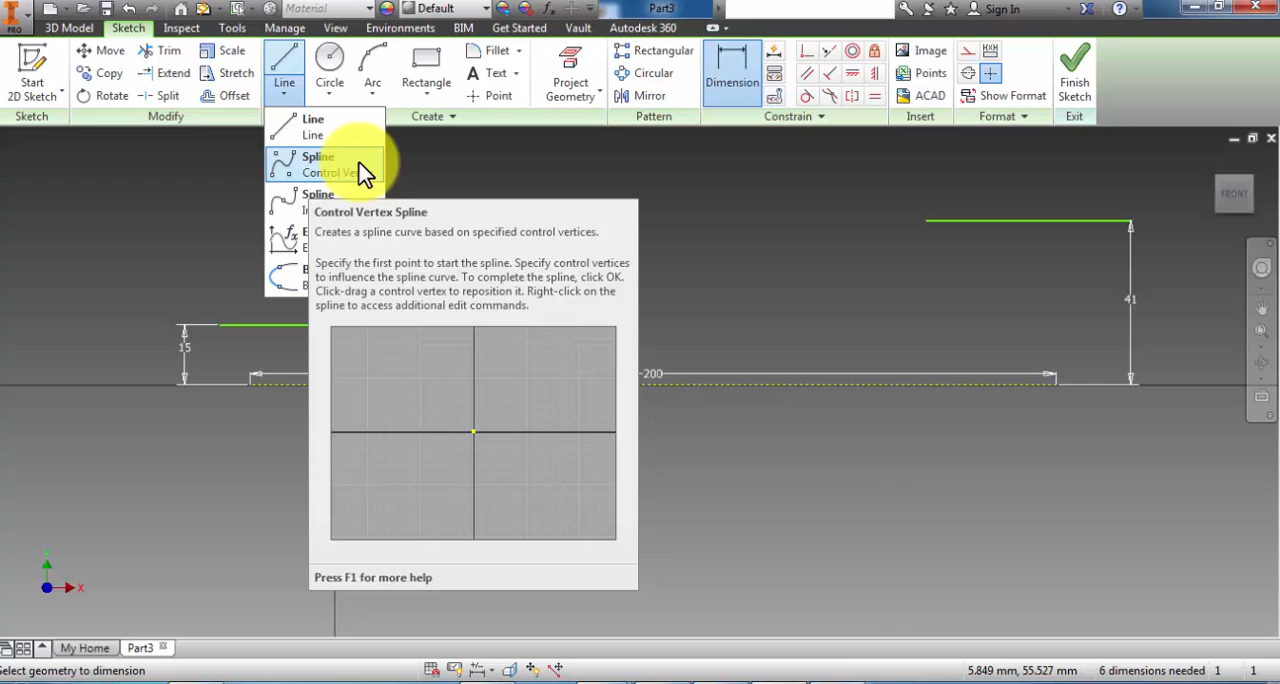 Material
Default
Part3
Sign In
PRO
3D Model Sketch Inspect Tools Manage View Environments BIM Get Started Vault Autodesk 360
Start
2D Sketch
Move Trim Scale
Copy Extend Stretch
Rotate Split Offset
Line
Circle
Arc
Rectangle
Fillet
Text
Point
Project
Geometry
Rectangular
Circular
Mirror
Dimension
Image
Points
ACAD
Show Format
Finish
Sketch
Sketch Modify Create Pattern Constrain Insert Format Exit
Line
Line
Spline
Control Ver
Spline
Control Vertex Spline
Creates a spline curve based on specified control vertices.
Specify the first point to start the spline. Specify control vertices
to influence the spline curve. To complete the spline, click OK.
Click-drag a control vertex to reposition it. Right-click on the
spline to access additional edit commands.
Press F1 for more help
FRONT
15
200
41
Y
X
My Home Part3
Select geometry to dimension
5.849 mm, 55.527 mm 6 dimensions needed 1 1